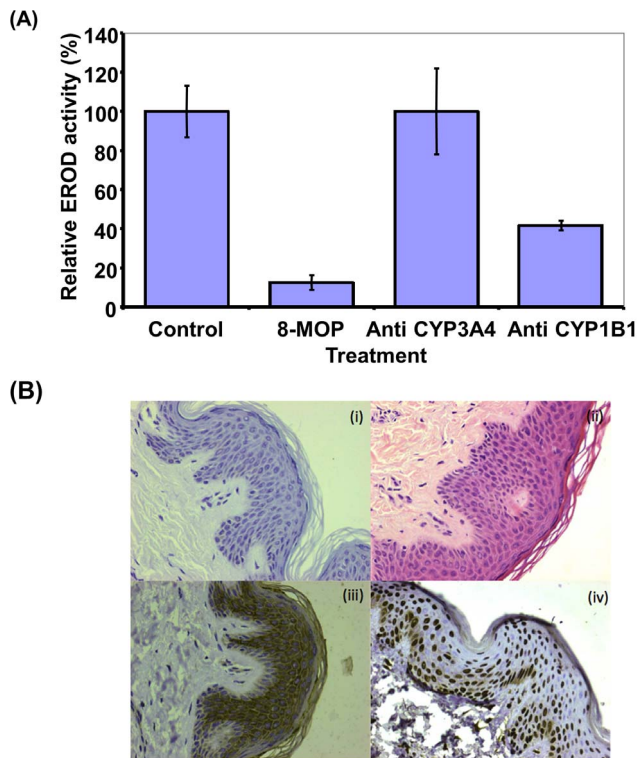 (A)
140
120
100
80
60
40
20
0
Relative EROD activity (%)
Control 8-MOP Anti CYP3A4 Anti CYP1B1
Treatment
(B)
(i) (ii)
(iii) (iv)